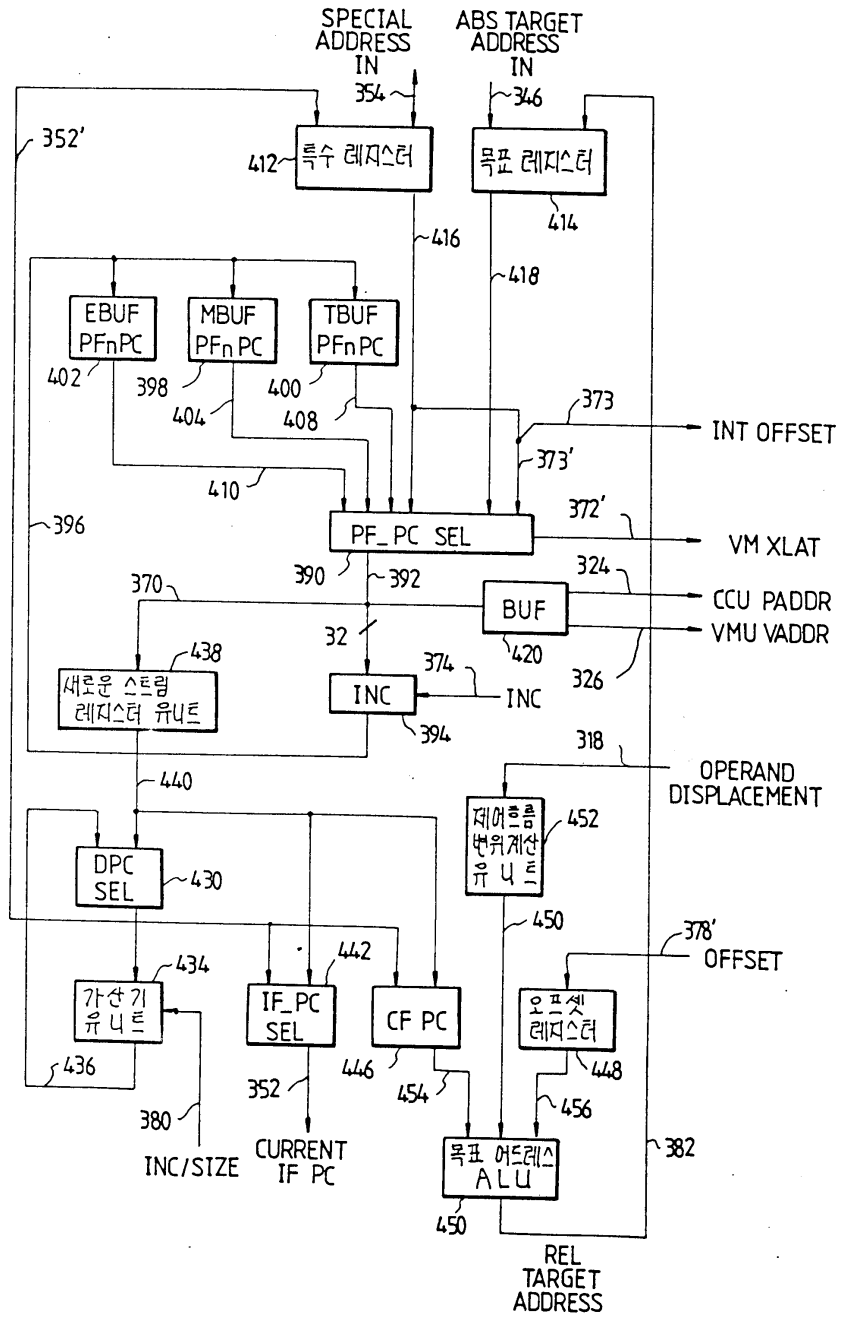 SPECIAL
ADDRESS
IN
354
ABS TARGET
ADDRESS
IN
346
352'
412
특수 레지스터
목표 레지스터
414
416
418
EBUF
PFnPC
402
MBUF
PFnPC
398
TBUF
PFnPC
400
404
408
410
373
INT OFFSET
373'
396
PF_PC SEL
390
392
372'
VM XLAT
370
32
BUF
420
324
CCU PADDR
VMU VADDR
326
438
새로운 스트림
레지스터 유니트
INC
394
374
INC
440
318
OPERAND
DISPLACEMENT
제어흐름
변위계산
유니트
452
DPC
SEL
430
450
378'
OFFSET
가산기
유니트
434
436
380
INC/SIZE
442
IF_PC
SEL
352
CURRENT
IF PC
CF PC
446
454
오프셋
레지스터
448
456
목표 어드레스
ALU
450
382
REL
TARGET
ADDRESS